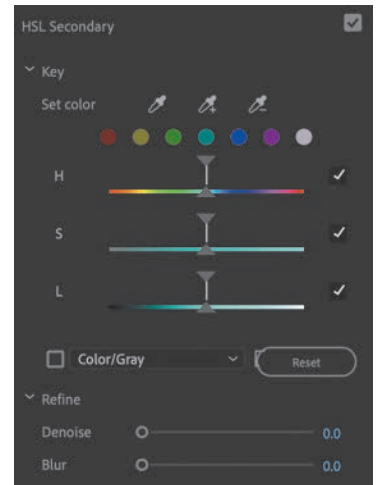 HSL Secondary
Key
Set color
H
S
L
Color/Gray Reset
Refine
Denoise 0.0
Blur 0.0